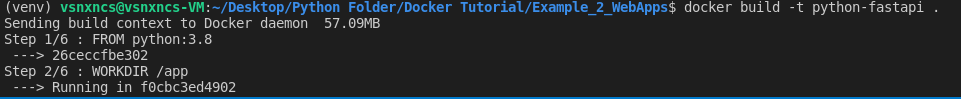 (venv) vsnxncs@vsnxncs-VM:~/Desktop/Python Folder/Docker Tutorial/Example_2_WebApps$ docker build -t python-fastapi .
Sending build context to Docker daemon  57.09MB
Step 1/6 : FROM python:3.8
 ---> 26ceccfbe302
Step 2/6 : WORKDIR /app
 ---> Running in f0cbc3ed4902